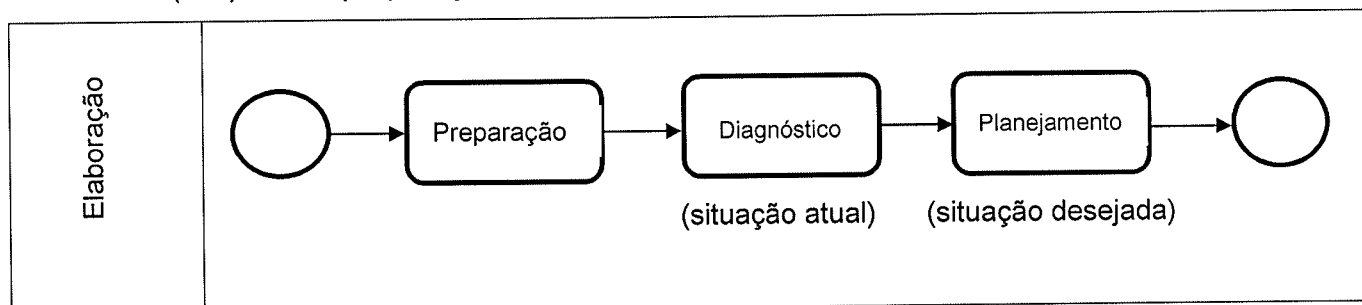 Elaboração
Preparação
Diagnóstico
Planejamento
(situação atual)
(situação desejada)